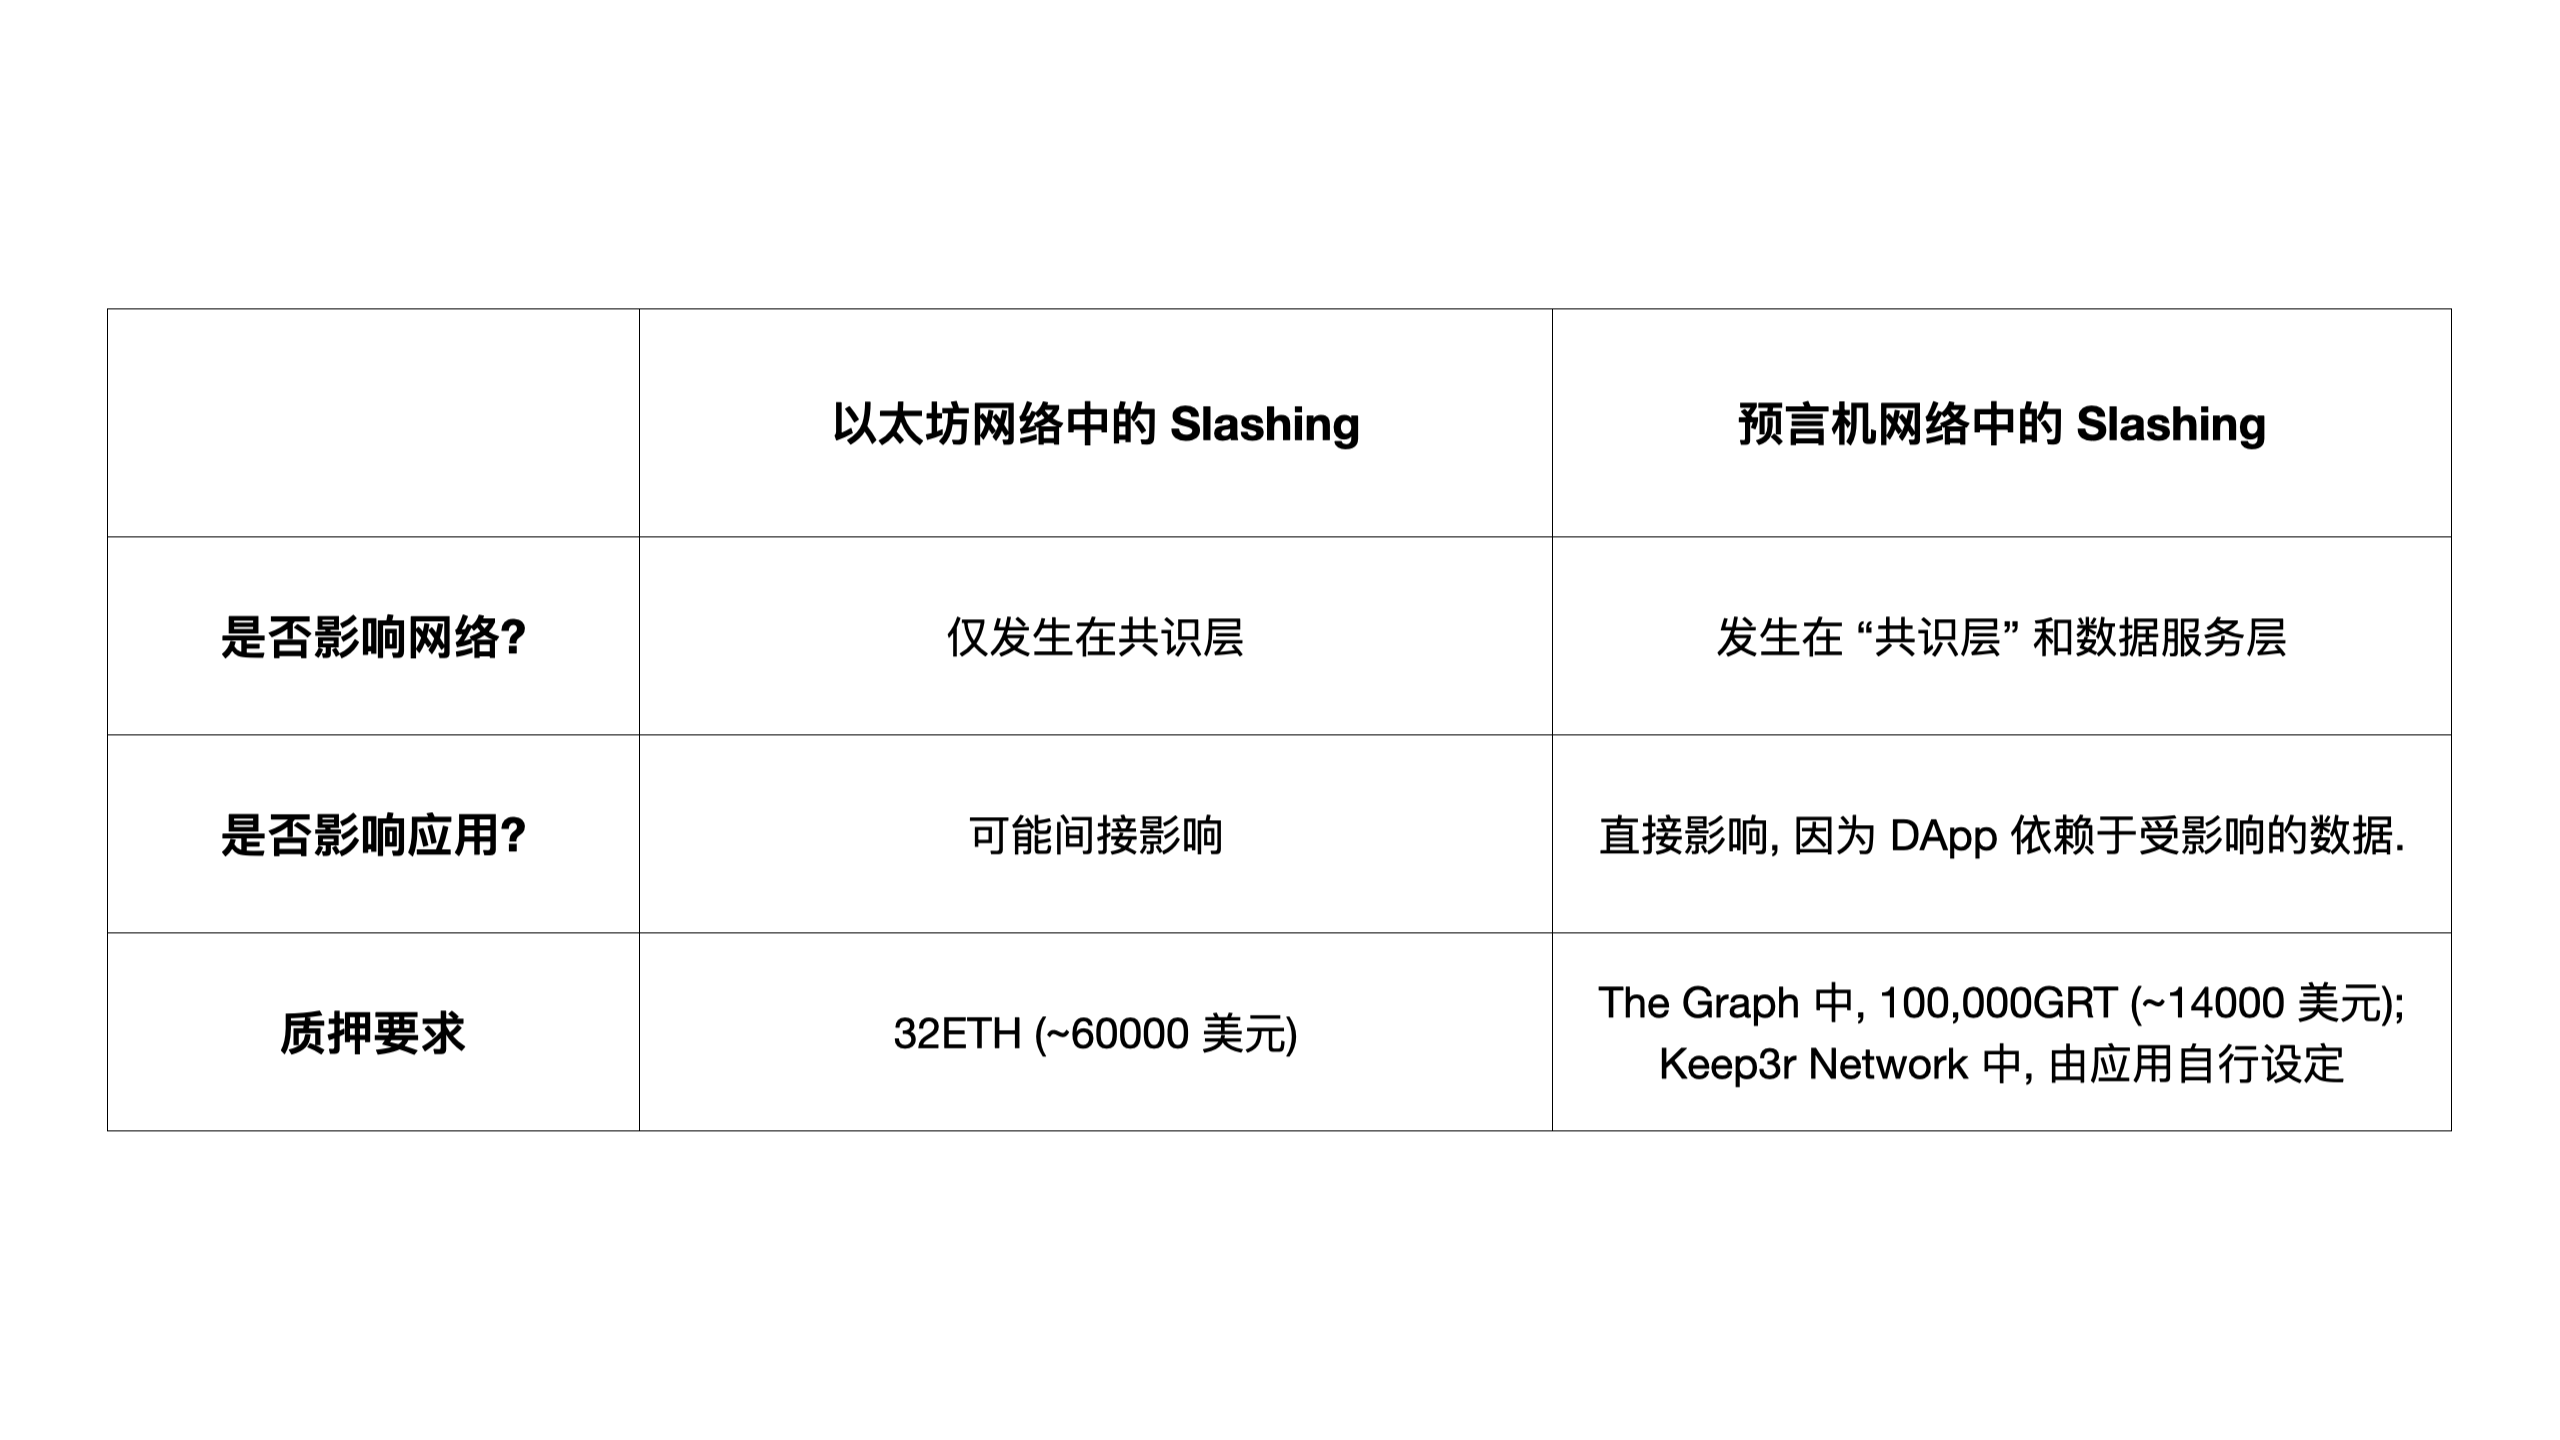 以太坊网络中的 Slashing
预言机网络中的 Slashing
是否影响网络?
仅发生在共识层
发生在 “共识层” 和数据服务层
是否影响应用?
可能间接影响
直接影响, 因为 DApp 依赖于受影响的数据.
质押要求
32ETH (~60000 美元)
The Graph 中, 100,000GRT (~14000 美元);
Keep3r Network 中, 由应用自行设定